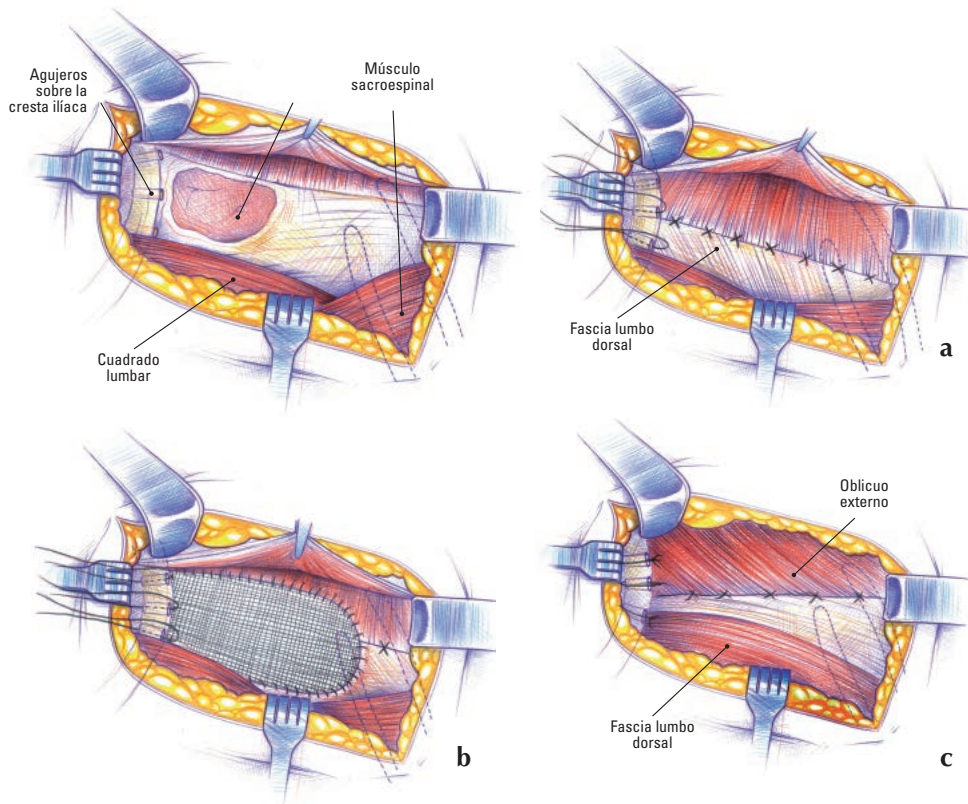 Agujeros
sobre la
cresta ilíaca
Músculo
sacroespinal
Cuadrado
lumbar
Fascia lumbo
dorsal
a
b
Oblicuo
externo
Fascia lumbo
dorsal
c